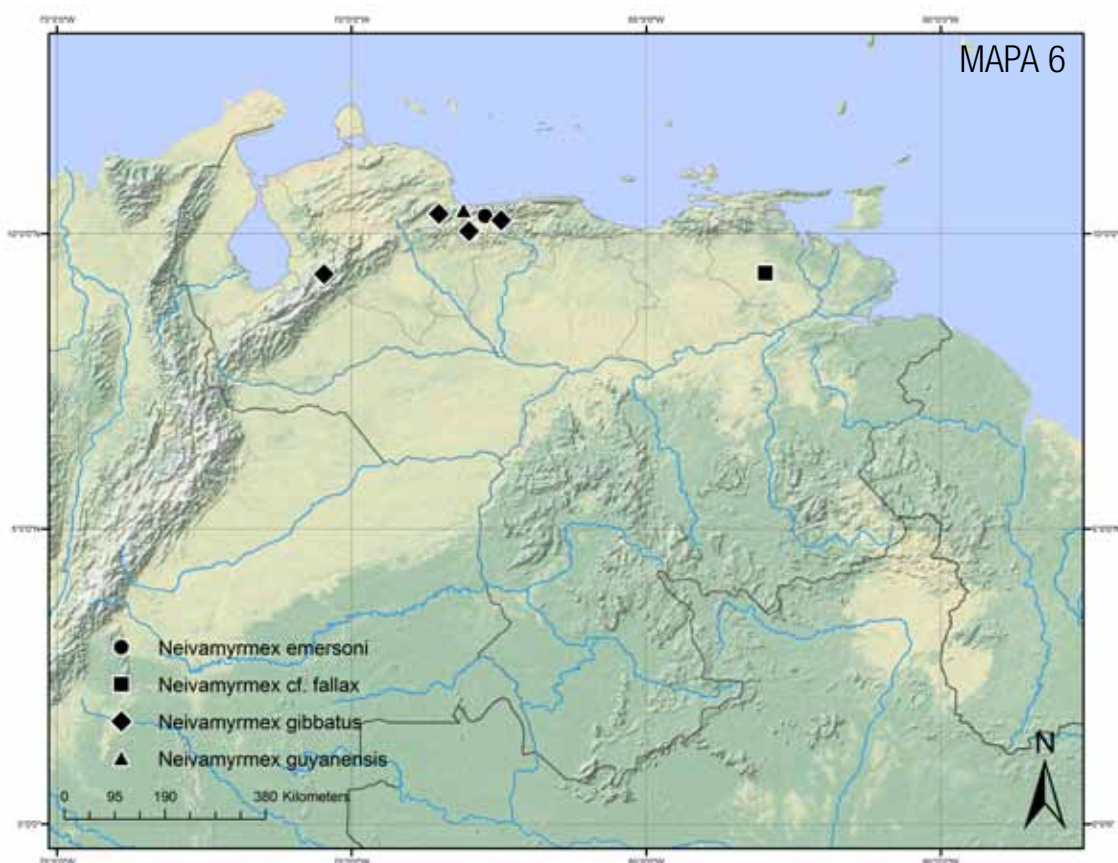 MAPA 6
Neivamyrmex emersoni
Neivamyrmex cf. fallax
Neivamyrmex gibbatus
Neivamyrmex guyanensis
0 95 190 380 Kilometers
N